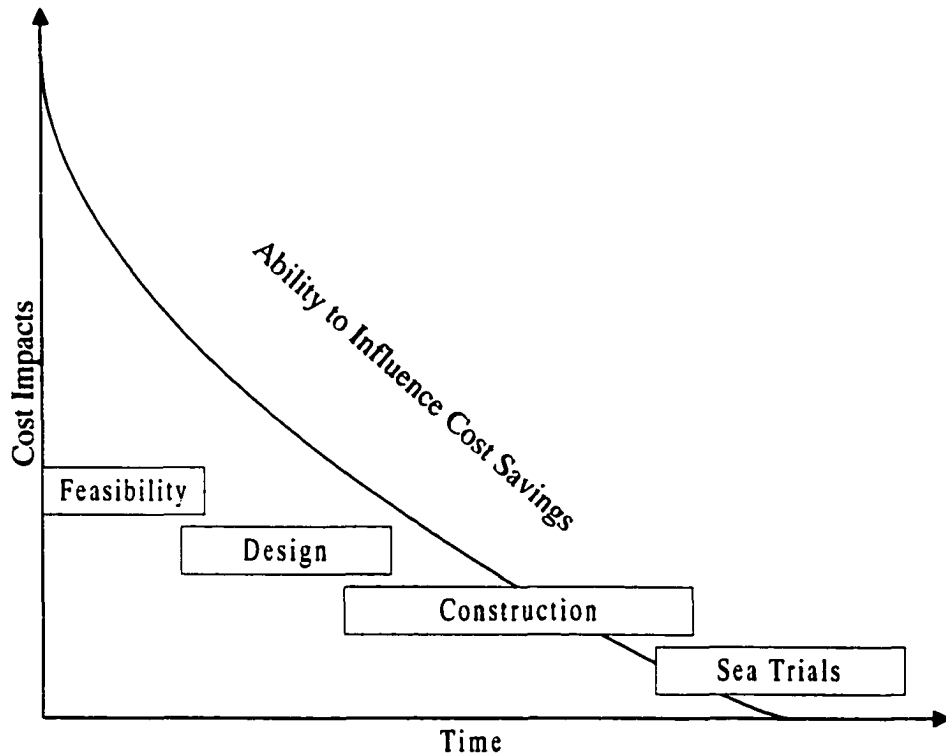 Ability to Influence Cost Savings
Cost Impacts
Feasibility
Design
Construction
Sea Trials
Time